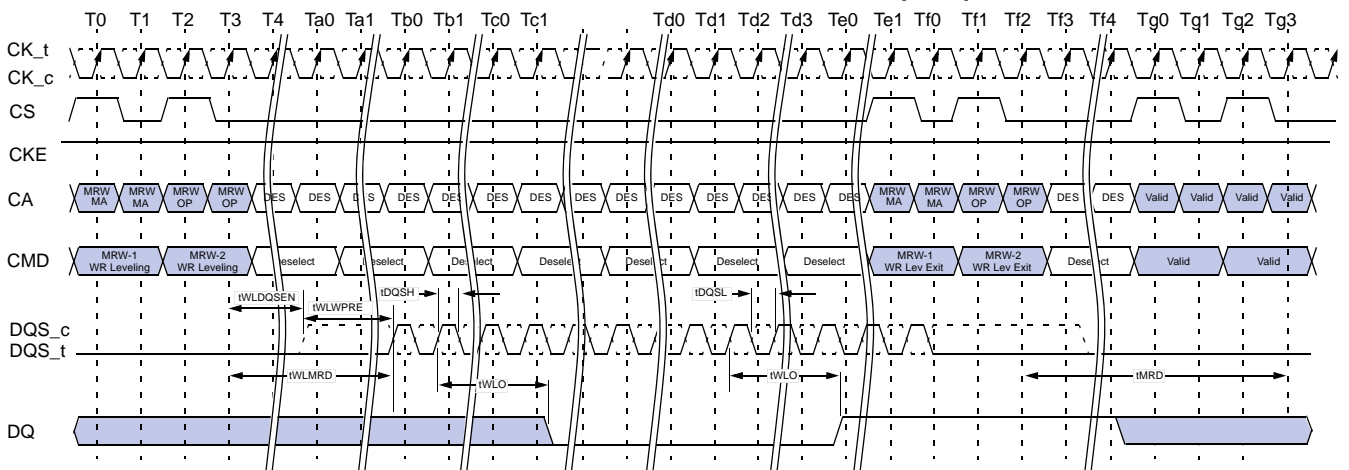 T0 T1 T2 T3 T4 Ta0 Ta1 Tb0 Tb1 Tc0 Tc1 Td0 Td1 Td2 Td3 Te0 Te1 Tf0 Tf1 Tf2 Tf3 Tf4 Tg0 Tg1 Tg2 Tg3
CK_t
CK_c
CS
CKE
CA MRW MA MRW MA MRW OP MRW OP DES DES DES DES DES DES DES DES DES DES DES DES DES DES MRW MA MRW MA MRW OP MRW OP DES DES Valid Valid Valid Valid
CMD MRW-1 WR Leveling MRW-2 WR Leveling Deselect Deselect Deselect Deselect Deselect Deselect Deselect MRW-1 WR Lev Exit MRW-2 WR Lev Exit Deselect Valid Valid
tWLDQSEN tWLWPRE tDQSH tDQSL
DQS_c
DQS_t
tWLMRD tWLO tWLO tMRD
DQ